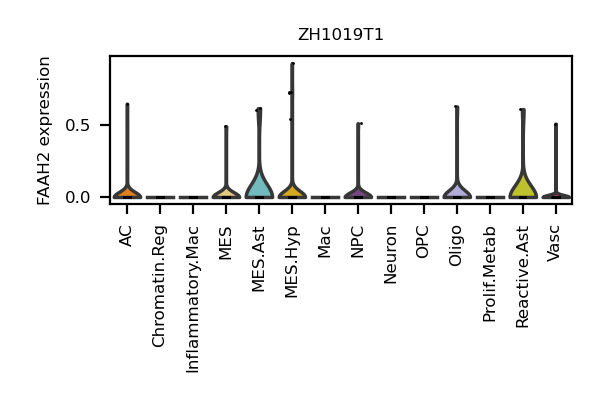 ZH1019T1
FAAH2 expression
0.5
0.0
AC
Chromatin.Reg
Inflammatory.Mac
MES
MES.Ast
MES.Hyp
Mac
NPC
Neuron
OPC
Oligo
Prolif.Metab
Reactive.Ast
Vasc